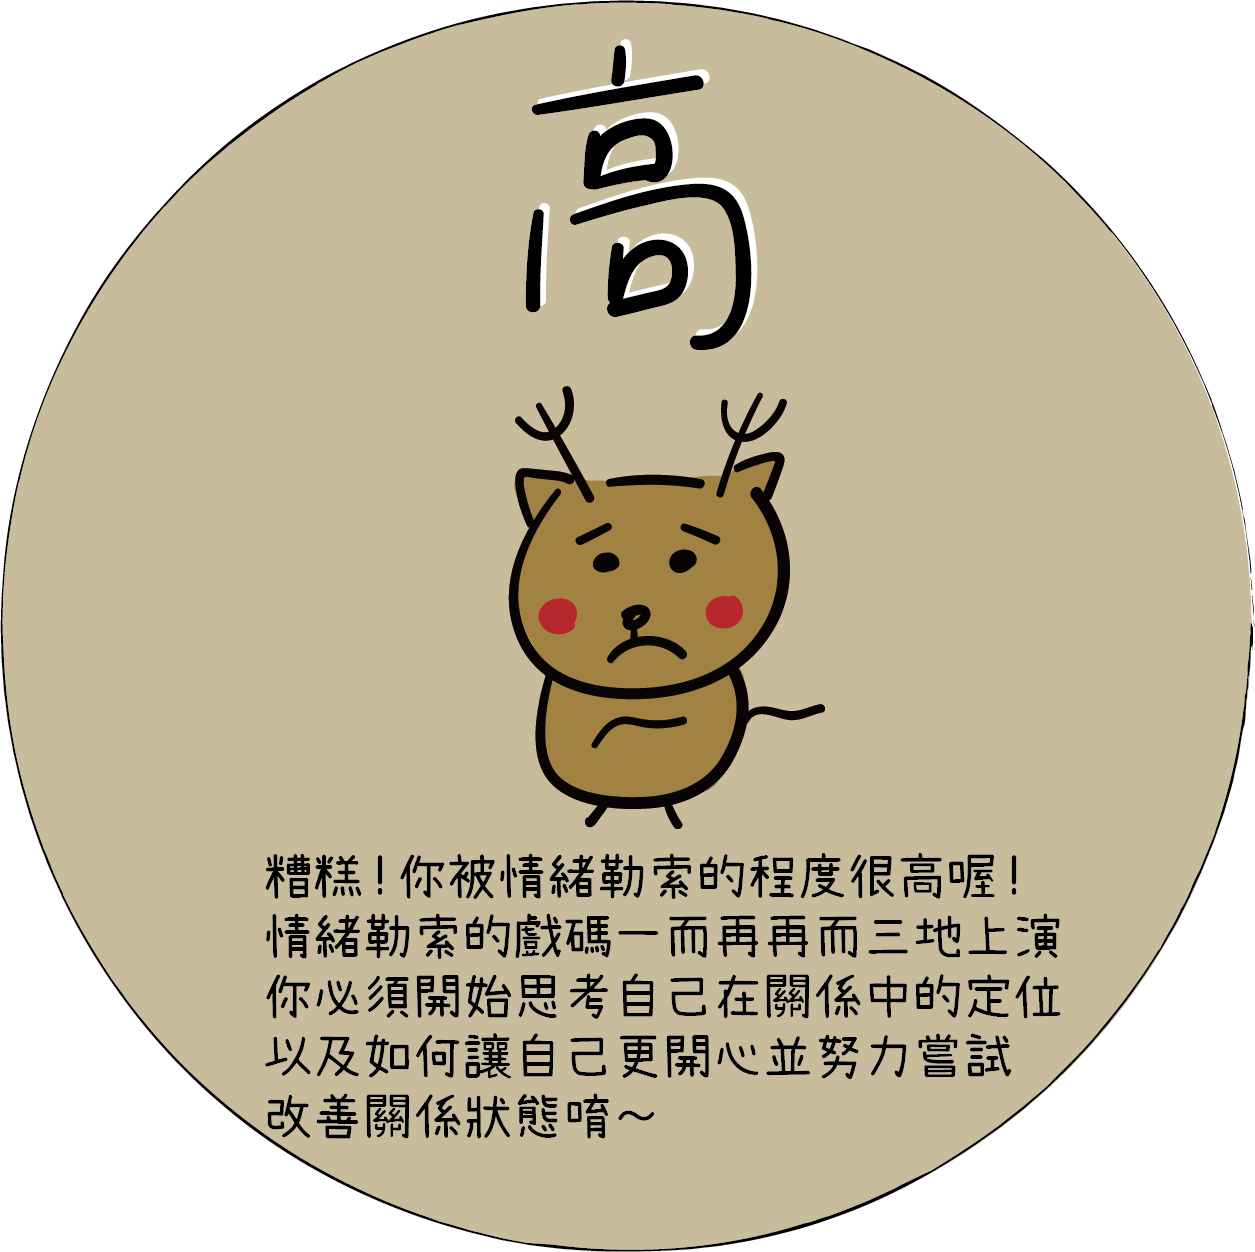 高
糟糕!你被情緒勒索的程度很高喔!
情緒勒索的戲碼一而再再而三地上演
你必須開始思考自己在關係中的定位
以及如何讓自己更開心並努力嘗試
改善關係狀態唷~